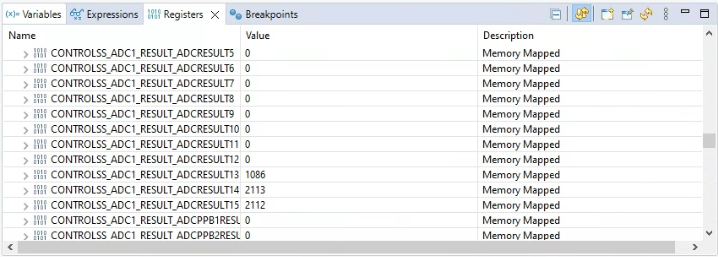 (x)= Variables Expressions Registers Breakpoints
Name Value Description
CONTROLSS_ADC1_RESULT_ADCRESULT5 0 Memory Mapped
CONTROLSS_ADC1_RESULT_ADCRESULT6 0 Memory Mapped
CONTROLSS_ADC1_RESULT_ADCRESULT7 0 Memory Mapped
CONTROLSS_ADC1_RESULT_ADCRESULT8 0 Memory Mapped
CONTROLSS_ADC1_RESULT_ADCRESULT9 0 Memory Mapped
CONTROLSS_ADC1_RESULT_ADCRESULT10 0 Memory Mapped
CONTROLSS_ADC1_RESULT_ADCRESULT11 0 Memory Mapped
CONTROLSS_ADC1_RESULT_ADCRESULT12 0 Memory Mapped
CONTROLSS_ADC1_RESULT_ADCRESULT13 1086 Memory Mapped
CONTROLSS_ADC1_RESULT_ADCRESULT14 2113 Memory Mapped
CONTROLSS_ADC1_RESULT_ADCRESULT15 2112 Memory Mapped
CONTROLSS_ADC1_RESULT_ADCPPB1RESU 0 Memory Mapped
CONTROLSS_ADC1_RESULT_ADCPPB2RESU 0 Memory Mapped